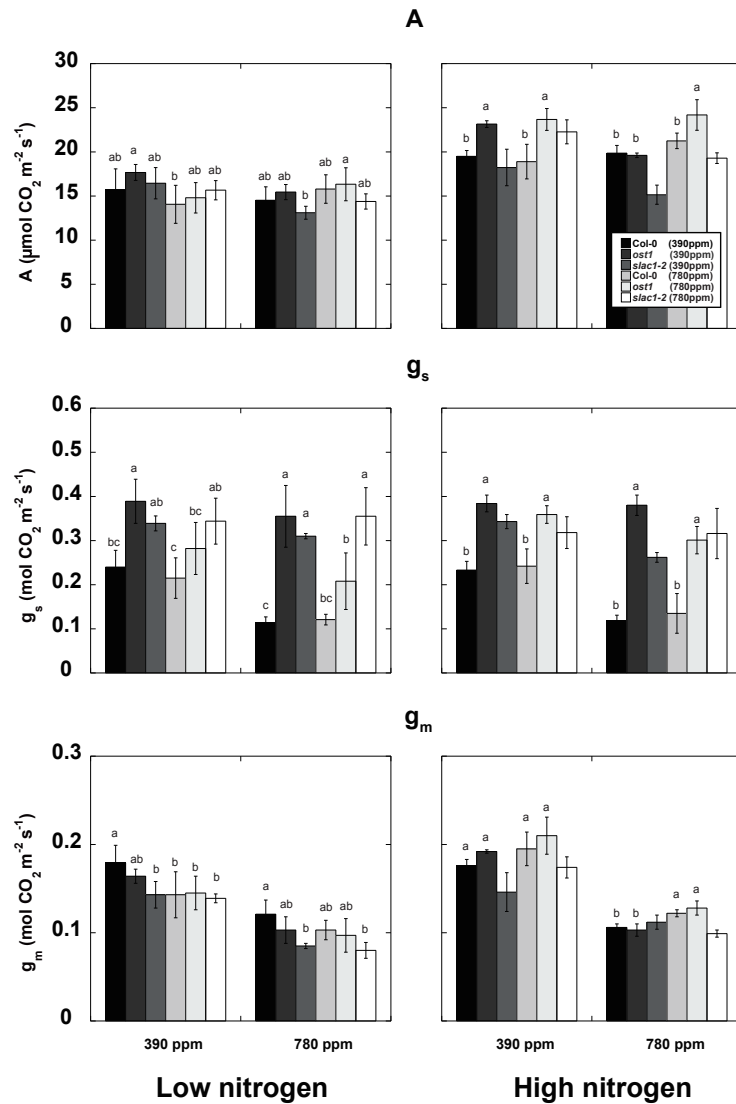 A
A (μmol CO2 m-2 s-1)
30
25
20
15
10
5
0
ab a ab b ab ab
ab ab b ab a ab
b a b a
b b b a
Col-0 (390ppm)
ost1 (390ppm)
slac1-2 (390ppm)
Col-0 (780ppm)
ost1 (780ppm)
slac1-2 (780ppm)
gs
gs (mol CO2 m-2 s-1)
0.6
0.5
0.4
0.3
0.2
0.1
0
bc a ab c bc ab
c a a bc b a
b a b a
b a b a
gm
gm (mol CO2 m-2 s-1)
0.3
0.2
0.1
0
a ab b b b b
a ab b ab ab b
a a a a
b b a a
390 ppm 780 ppm 390 ppm 780 ppm
Low nitrogen High nitrogen